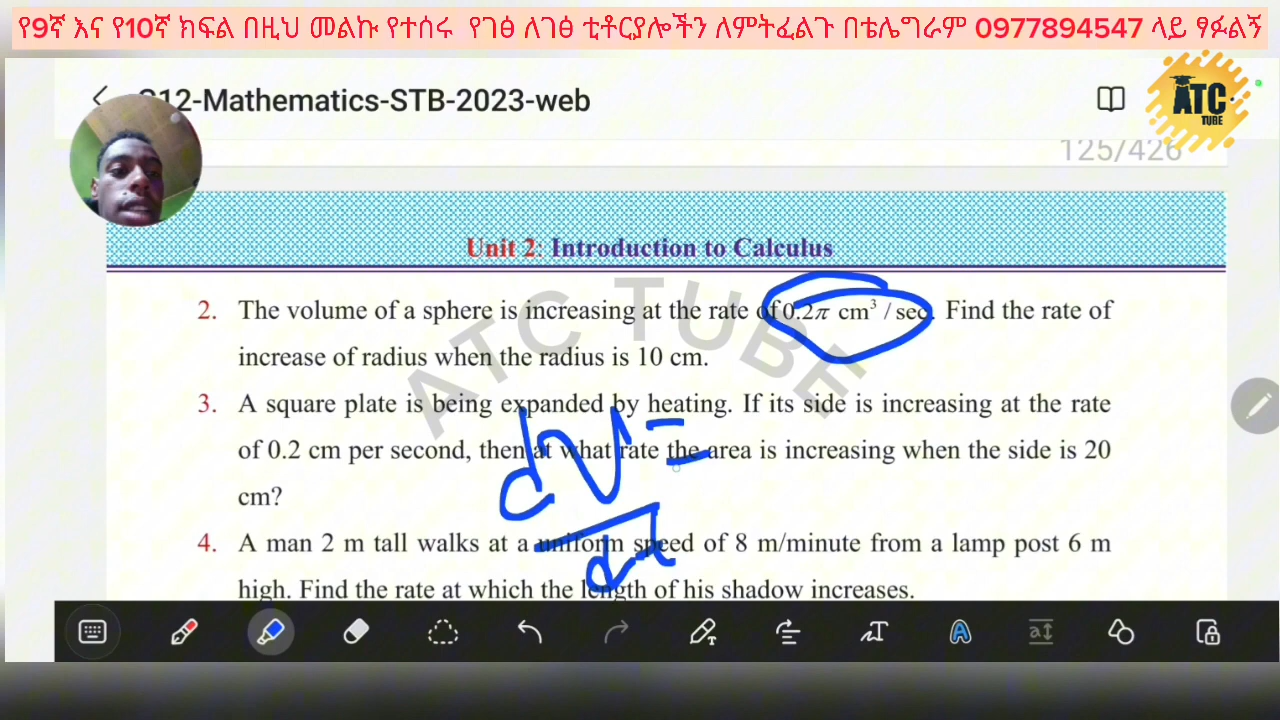 የ9ኛ እና የ10ኛ ክፍል በዚህ መልኩ የተሰሩ የገፅ ለገፅ ቲቶርያሎችን ለምትፈልጉ በቴሌግራም 0977894547 ላይ ፃፉልኝ
12-Mathematics-STB-2023-web
ATC
TUBE
125/426
Unit 2: Introduction to Calculus
2. The volume of a sphere is increasing at the rate of 0.2π cm³ / sec. Find the rate of
increase of radius when the radius is 10 cm.
3. A square plate is being expanded by heating. If its side is increasing at the rate
of 0.2 cm per second, then at what rate the area is increasing when the side is 20
cm?
4. A man 2 m tall walks at a uniform speed of 8 m/minute from a lamp post 6 m
high. Find the rate at which the length of his shadow increases.
ATC TUBE
dV =
dt